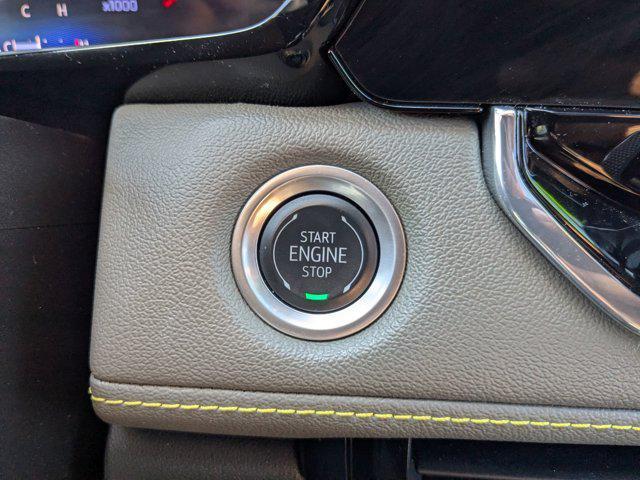 C H x1000
C H
START
ENGINE
STOP